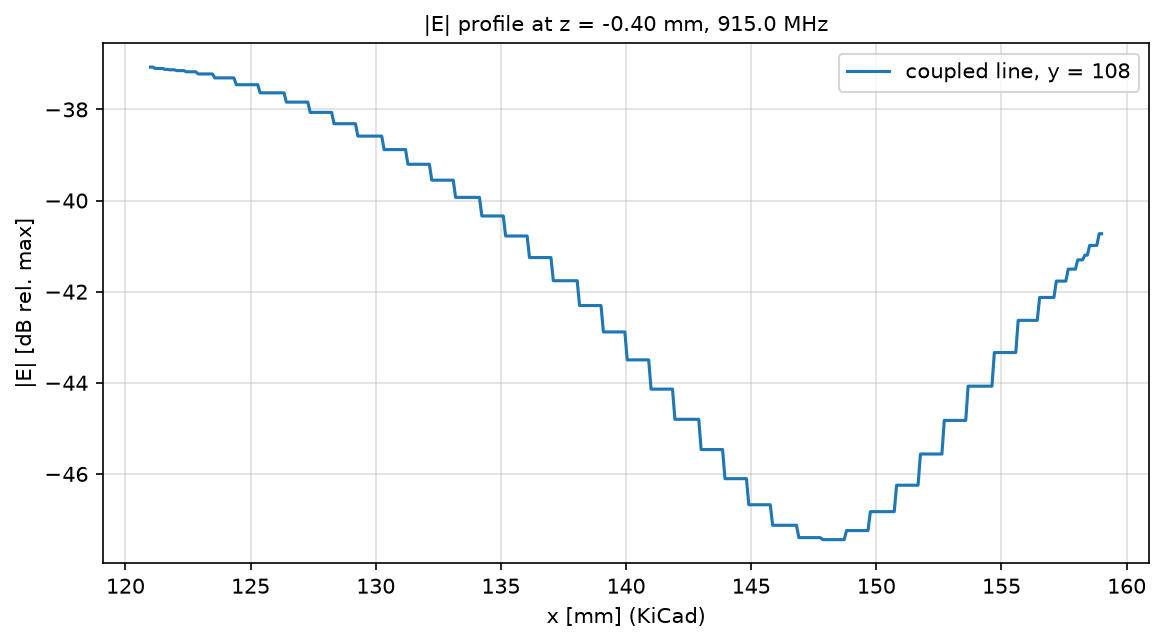 |E| profile at z = -0.40 mm, 915.0 MHz
coupled line, y = 108
|E| [dB rel. max]
−38
−40
−42
−44
−46
120 125 130 135 140 145 150 155 160
x [mm] (KiCad)